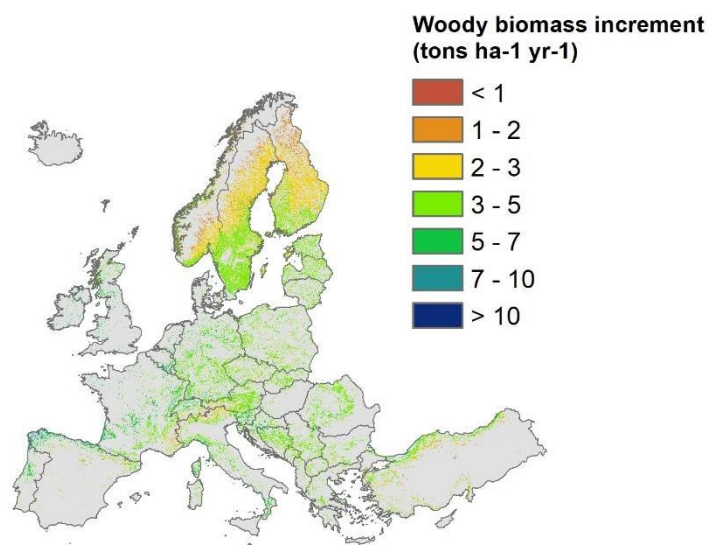 Woody biomass increment
(tons ha-1 yr-1)
< 1
1 - 2
2 - 3
3 - 5
5 - 7
7 - 10
> 10